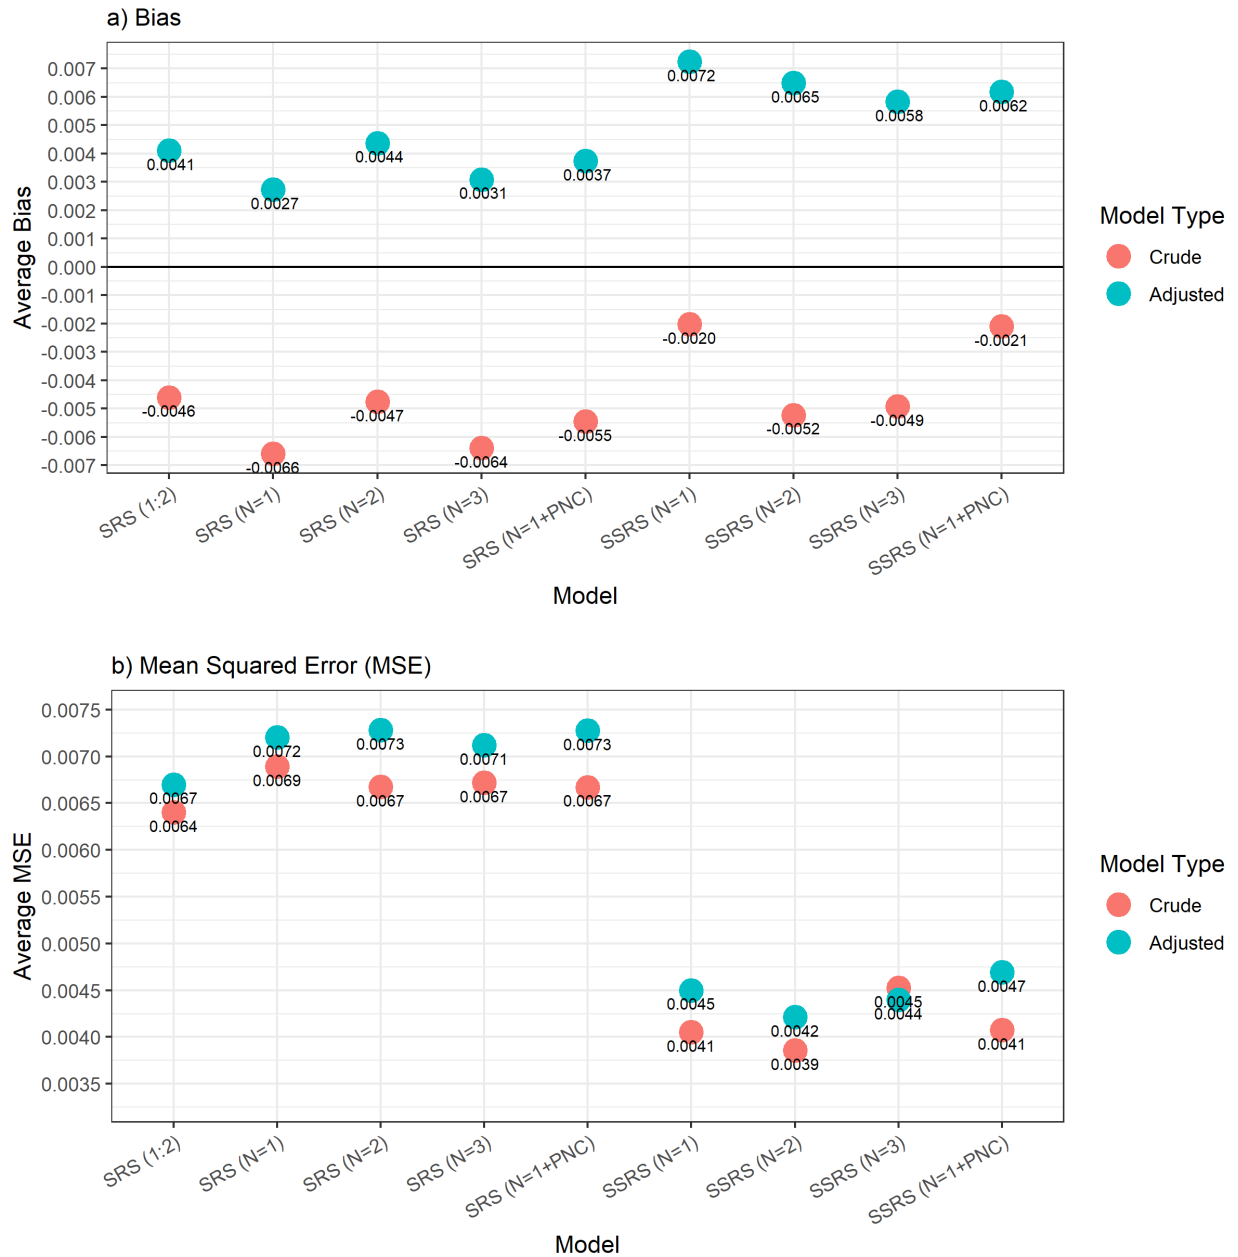 a) Bias
0.007
0.006
0.005
0.004
0.003
0.002
0.001
0.000
-0.001
-0.002
-0.003
-0.004
-0.005
-0.006
-0.007
Average Bias
0.0041
0.0027
0.0044
0.0031
0.0037
0.0072
0.0065
0.0058
0.0062
-0.0046
-0.0066
-0.0047
-0.0064
-0.0055
-0.0020
-0.0052
-0.0049
-0.0021
SRS (1:2)
SRS (N=1)
SRS (N=2)
SRS (N=3)
SRS (N=1+PNC)
SSRS (N=1)
SSRS (N=2)
SSRS (N=3)
SSRS (N=1+PNC)
Model
Model Type
Crude
Adjusted
b) Mean Squared Error (MSE)
0.0075
0.0070
0.0065
0.0060
0.0055
0.0050
0.0045
0.0040
0.0035
Average MSE
0.0067
0.0072
0.0073
0.0071
0.0073
0.0045
0.0042
0.0044
0.0047
0.0064
0.0069
0.0067
0.0067
0.0067
0.0041
0.0039
0.0045
0.0041
SRS (1:2)
SRS (N=1)
SRS (N=2)
SRS (N=3)
SRS (N=1+PNC)
SSRS (N=1)
SSRS (N=2)
SSRS (N=3)
SSRS (N=1+PNC)
Model
Model Type
Crude
Adjusted